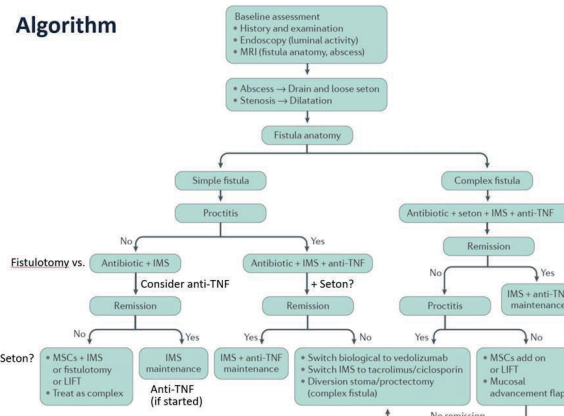 Algorithm
Baseline assessment
• History and examination
• Endoscopy (luminal activity)
• MRI (fistula anatomy, abscess)
• Abscess → Drain and loose seton
• Stenosis → Dilatation
Fistula anatomy
Simple fistula
Complex fistula
Proctitis
Antibiotic + seton + IMS + anti-TNF
No
Yes
Remission
Fistulotomy vs.
Antibiotic + IMS
Antibiotic + IMS + anti-TNF
No
Yes
Consider anti-TNF
+ Seton?
Remission
Remission
Proctitis
IMS + anti-TNF
maintenance
No
Yes
Yes
No
Yes
No
Seton?
• MSCs + IMS
or fistulotomy
or LIFT
• Treat as complex
IMS
maintenance
Anti-TNF
(if started)
IMS + anti-TNF
maintenance
• Switch biological to vedolizumab
• Switch IMS to tacrolimus/ciclosporin
• Diversion stoma/proctectomy
(complex fistula)
• MSCs add on
or LIFT
• Mucosal
advancement flap
No remission